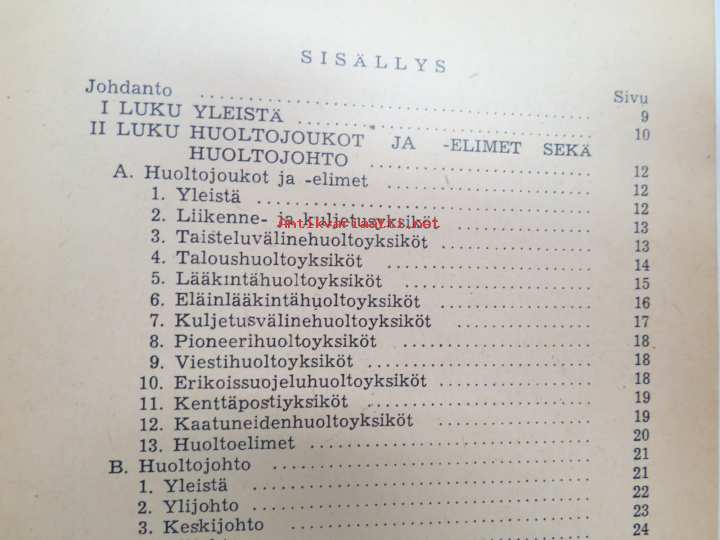 SISÄLLYS
Sivu
Johdanto .......... 9
I LUKU YLEISTÄ .......... 10
II LUKU HUOLTOJOUKOT JA -ELIMET SEKÄ
HUOLTOJOHTO .......... 12
A. Huoltojoukot ja -elimet .......... 12
1. Yleistä .......... 12
2. Liikenne- ja kuljetusyksiköt .......... 13
3. Taisteluvälinehuoltoyksiköt .......... 13
4. Taloushuoltoyksiköt .......... 14
5. Lääkintähuoltoyksiköt .......... 15
6. Eläinlääkintähuoltoyksiköt .......... 16
7. Kuljetusvälinehuoltoyksiköt .......... 17
8. Pioneerihuoltoyksiköt .......... 18
9. Viestihuoltoyksiköt .......... 18
10. Erikoissuojeluhuoltoyksiköt .......... 18
11. Kenttäpostiyksiköt .......... 19
12. Kaatuneidenhuoltoyksiköt .......... 19
13. Huoltoelimet .......... 20
B. Huoltojohto .......... 21
1. Yleistä .......... 21
2. Ylijohto .......... 22
3. Keskijohto .......... 23
24